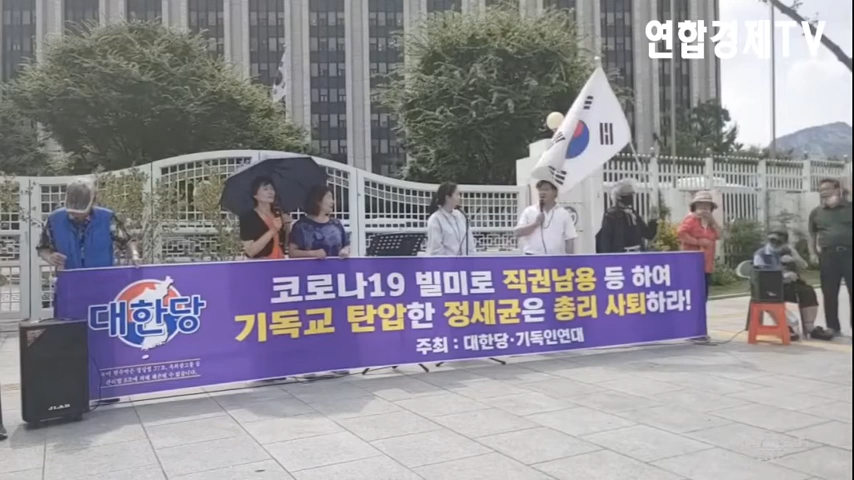 연합경제TV
대한당
코로나19 빌미로 직권남용 등 하여
기독교 탄압한 정세균은 총리 사퇴하라!
주최 : 대한당·기독인연대